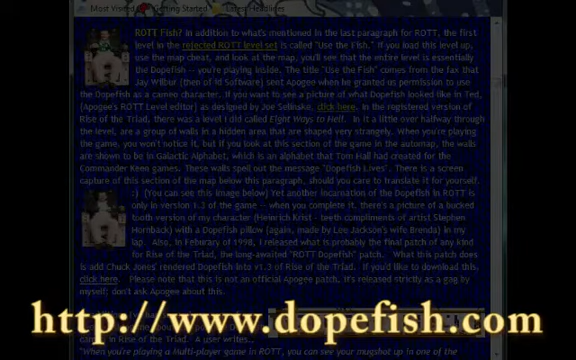 Most Visited Getting Started Latest Headlines
ROTT Fish? In addition to what's mentioned in the last paragraph for ROTT, the first
level in the rejected ROTT level set is called "Use the Fish." If you load this level up,
use the map cheat, and look at the map, you'll see that the entire level is essentially
the Dopefish -- you're playing inside. The title "Use the Fish" comes from the fax that
Jay Wilbur (then of id Software) sent Apogee when he granted us permission to use
the Dopefish as a cameo character. If you want to see a picture of what Dopefish looked like in Ted,
(Apogee's ROTT Level editor) as designed by Joe Selinske, click here. In the registered version of
Rise of the Triad, there was a level I did called Eight Ways to Hell. In it a little over halfway through
the level, are a group of walls in a hidden area that are shaped very strangely. When you're playing
the game, you won't notice it, but if you look at this section of the game in the automap, the walls
are shown to be in Galactic Alphabet, which is an alphabet that Tom Hall had created for the
Commander Keen games. These walls spell out the message "Dopefish Lives". There is a screen
capture of this section of the map below this paragraph, should you care to translate it for yourself.
:) (You can see this image below) Yet another incarnation of the Dopefish in ROTT is
only in version 1.3 of the game -- when you complete it, there's a picture of a bucked
tooth version of my character (Heinrich Krist - teeth compliments of artist Stephen
Hornback) with a Dopefish pillow (again, made by Lee Jackson's wife Brenda) in my
lap. Also, in Feburary of 1998, I released what is probably the final patch of any kind
for Rise of the Triad, the long-awaited "ROTT Dopefish" patch. What this patch does
is add Chuck Jones' rendered Dopefish into v1.3 of Rise of the Triad. If you'd like to download this,
click here. Please note that this is not an official Apogee patch. It's released strictly as a gag by
myself; don't ask Apogee about this.
http://www.dopefish.com
games in Rise of the Triad. A user writes...
"When you're playing a Multi-player game in ROTT, you can see your mugshot up in one of the